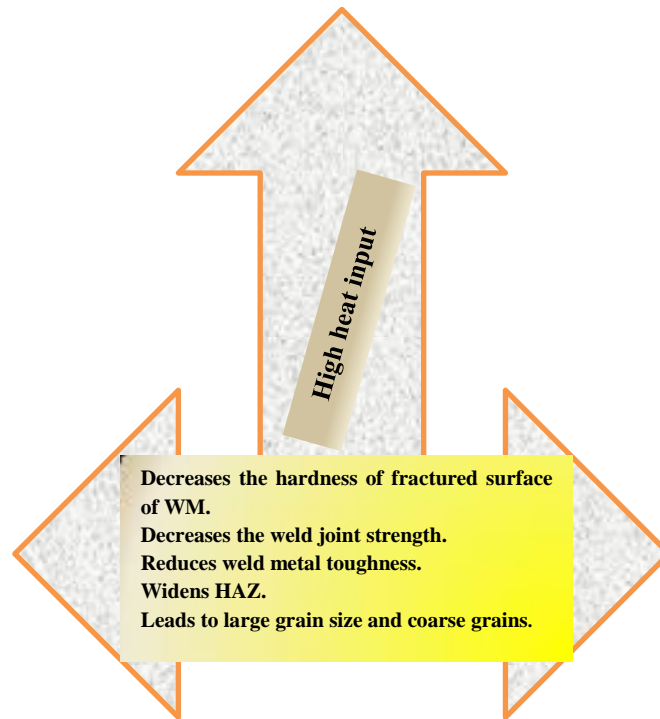 High heat input
Decreases the hardness of fractured surface
of WM.
Decreases the weld joint strength.
Reduces weld metal toughness.
Widens HAZ.
Leads to large grain size and coarse grains.